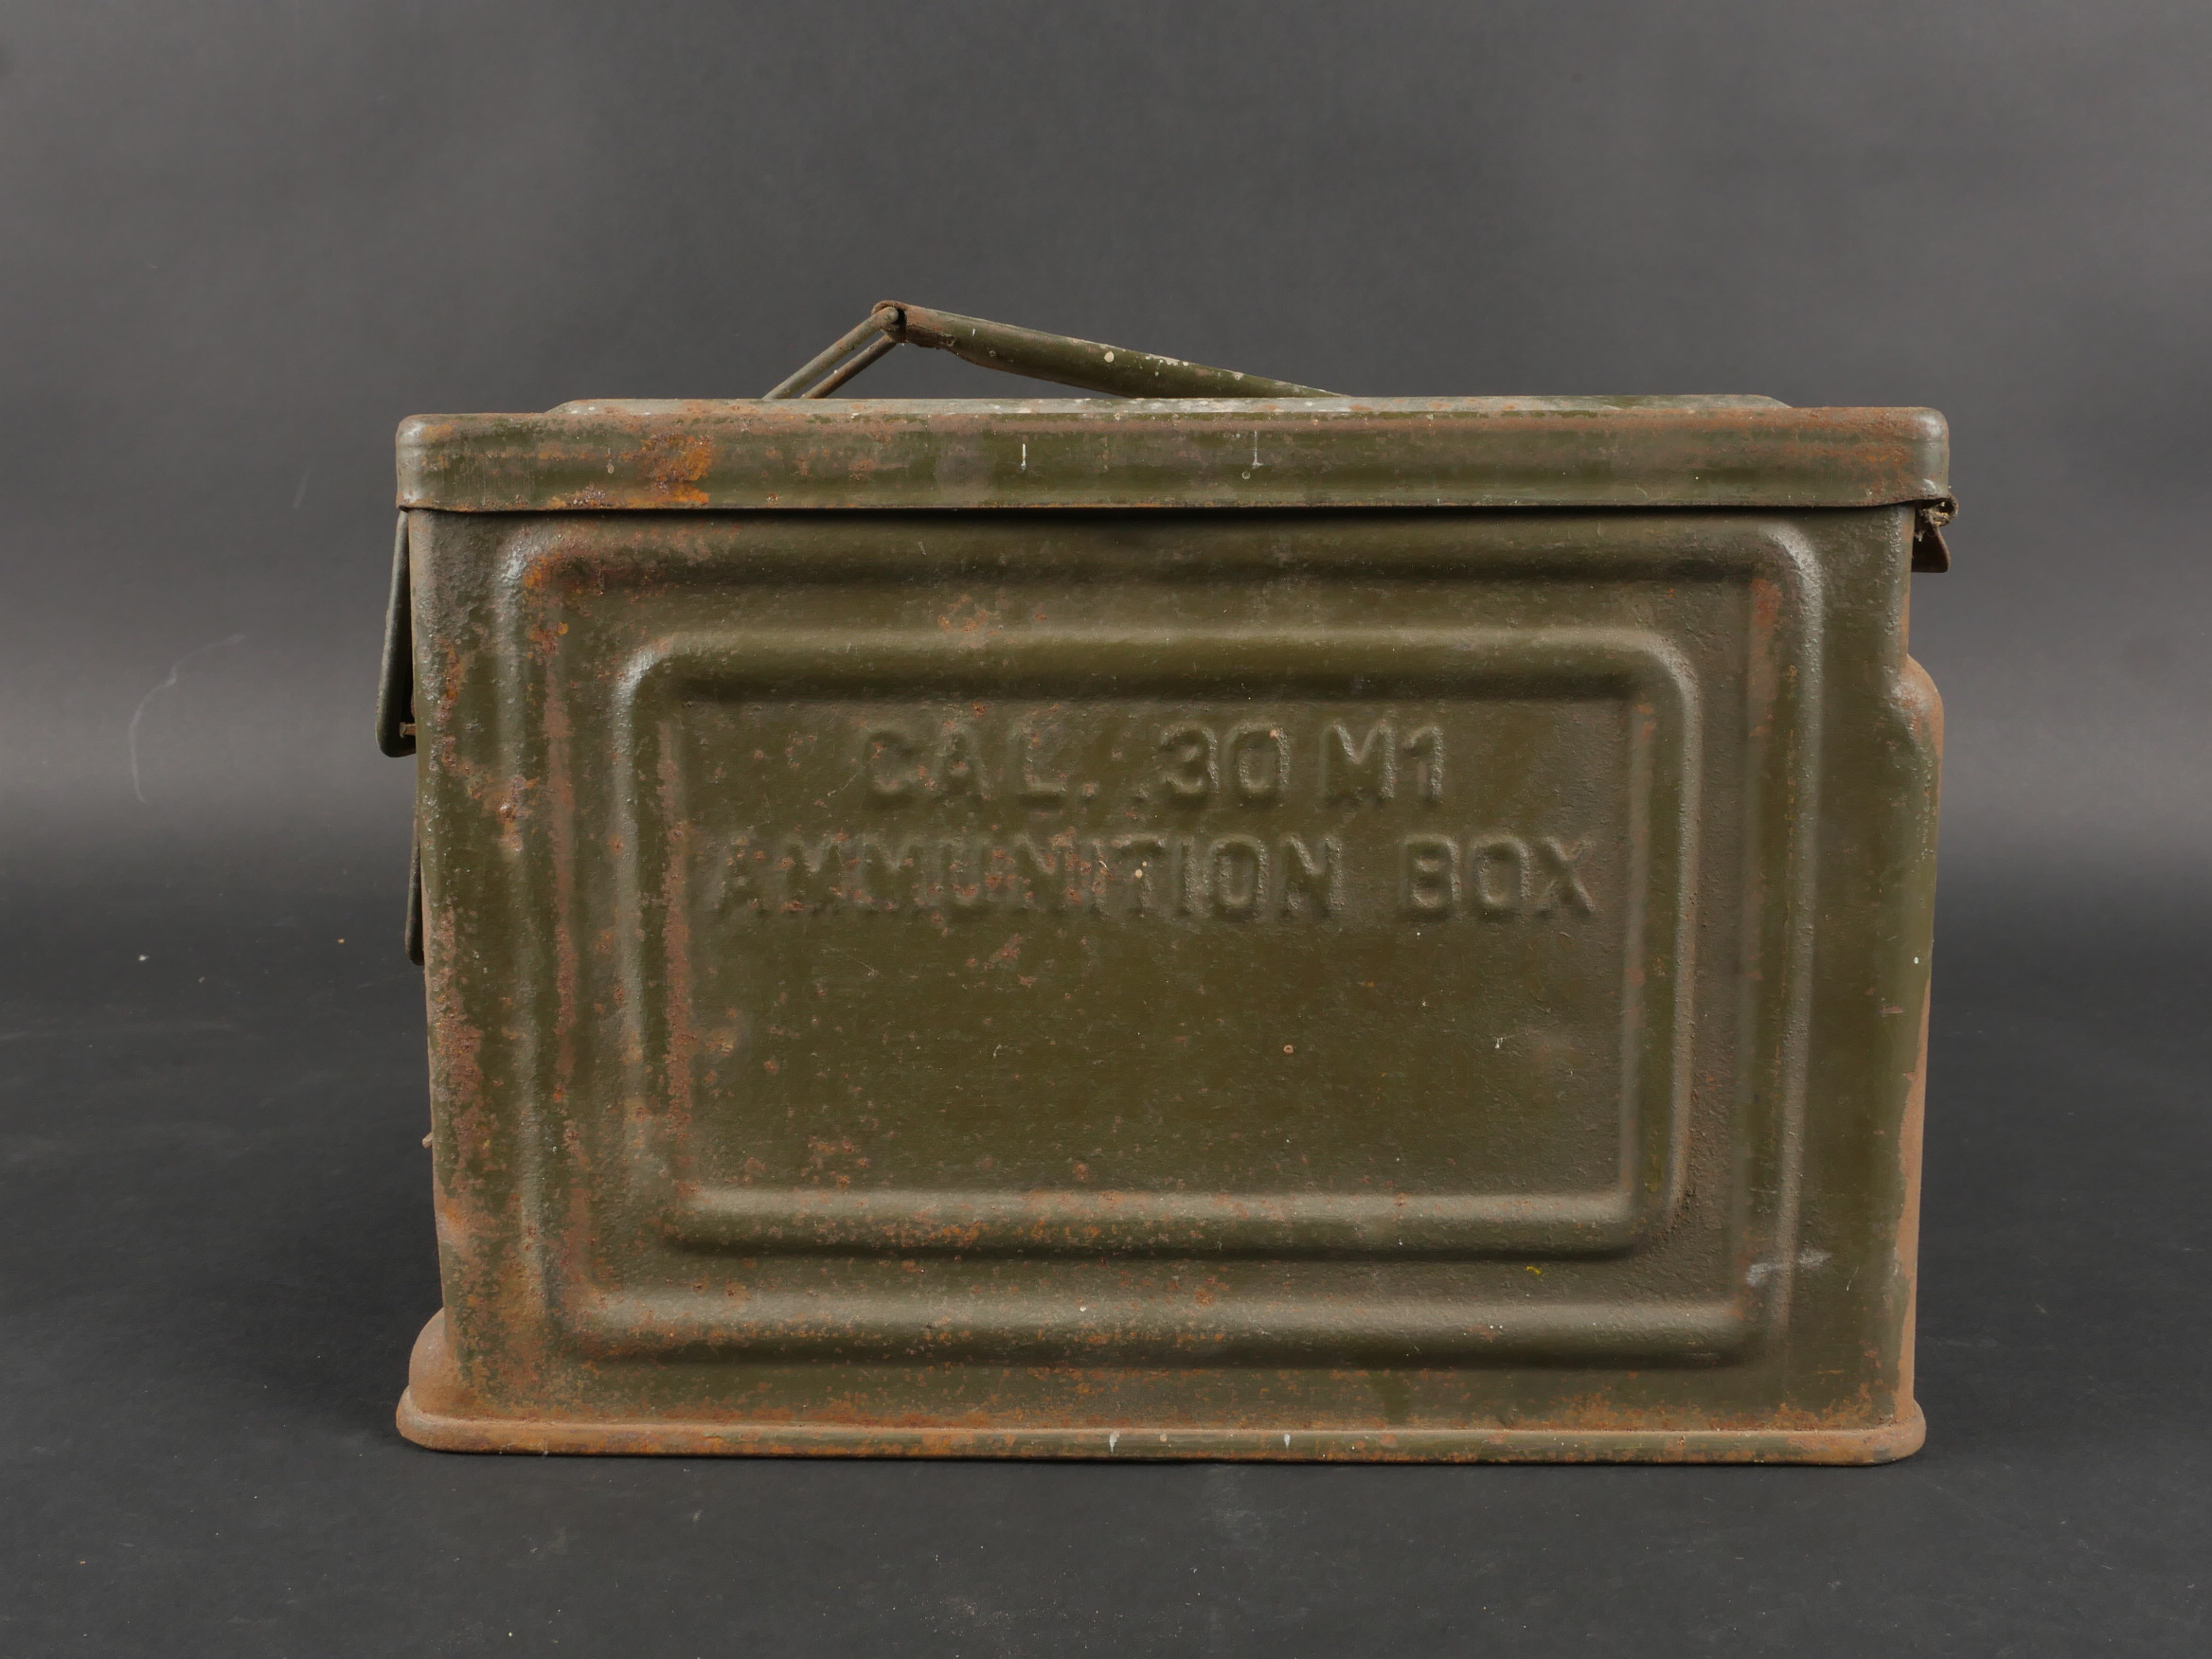 CAL. .30 M1
AMMUNITION BOX